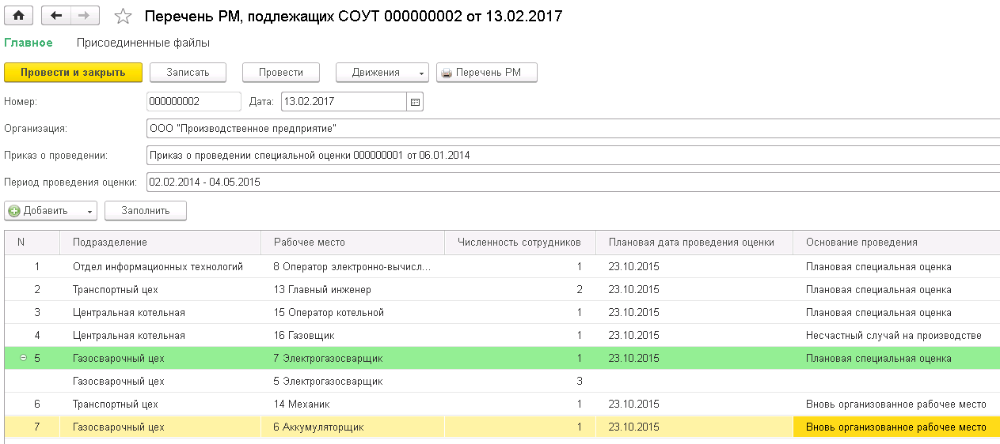 Перечень РМ, подлежащих СОУТ 000000002 от 13.02.2017
Главное Присоединенные файлы
Провести и закрыть Записать Провести Движения Перечень РМ
Номер: 000000002 Дата: 13.02.2017
Организация: ООО "Производственное предприятие"
Приказ о проведении: Приказ о проведении специальной оценки 000000001 от 06.01.2014
Период проведения оценки: 02.02.2014 - 04.05.2015
Добавить Заполнить
N Подразделение Рабочее место Численность сотрудников Плановая дата проведения оценки Основание проведения
1 Отдел информационных технологий 8 Оператор электронно-вычисл... 1 23.10.2015 Плановая специальная оценка
2 Транспортный цех 13 Главный инженер 2 23.10.2015 Плановая специальная оценка
3 Центральная котельная 15 Оператор котельной 1 23.10.2015 Плановая специальная оценка
4 Центральная котельная 16 Газовщик 1 23.10.2015 Несчастный случай на производстве
5 Газосварочный цех 7 Электрогазосварщик 1 23.10.2015 Плановая специальная оценка
Газосварочный цех 5 Электрогазосварщик 3
6 Транспортный цех 14 Механик 1 23.10.2015 Вновь организованное рабочее место
7 Газосварочный цех 6 Аккумуляторщик 1 23.10.2015 Вновь организованное рабочее место